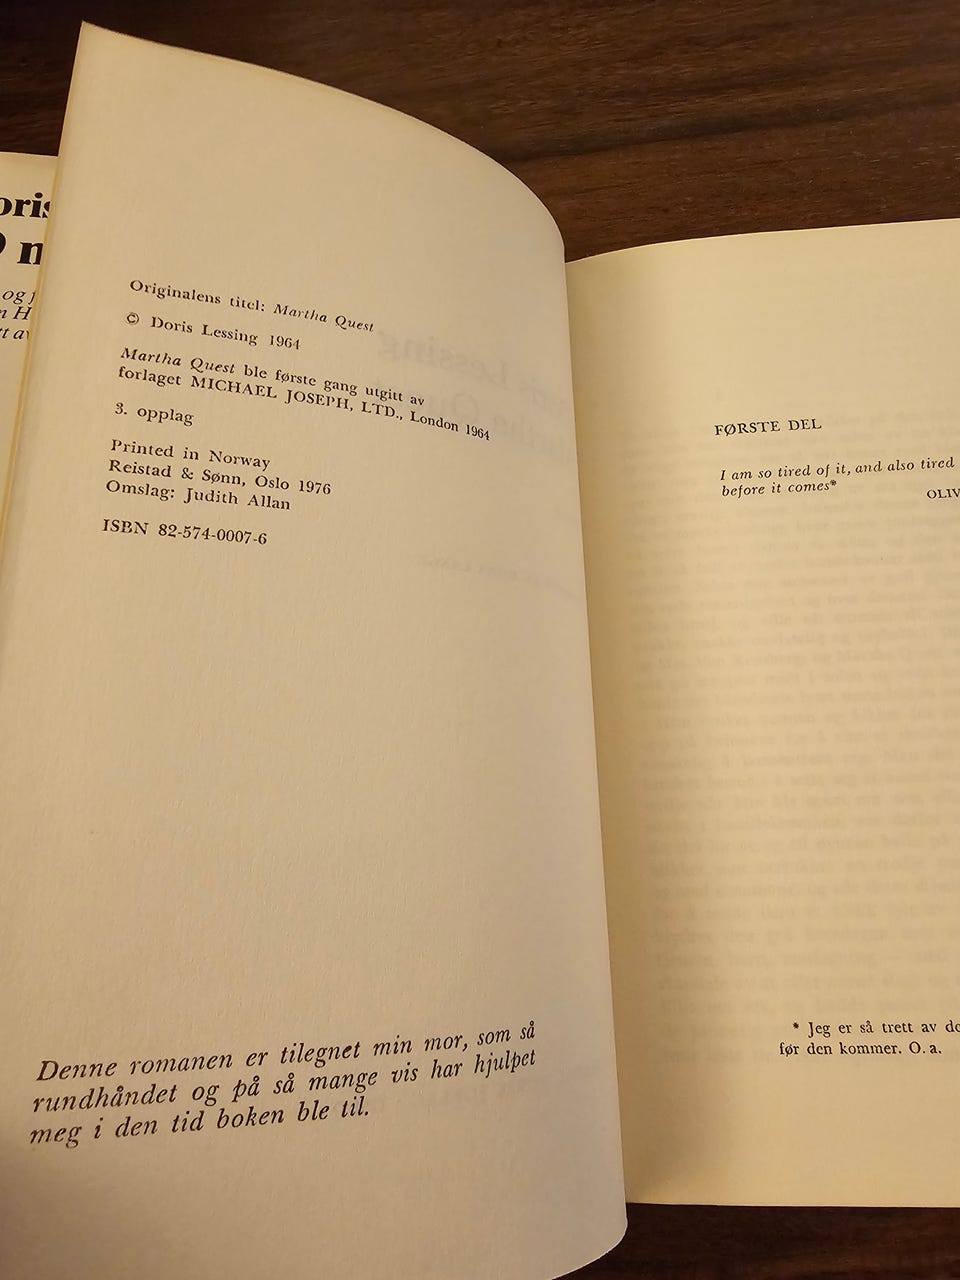 Originalens titel: Martha Quest
© Doris Lessing 1964
Martha Quest ble første gang utgitt av
forlaget MICHAEL JOSEPH, LTD., London 1964
3. opplag
Printed in Norway
Reistad & Sønn, Oslo 1976
Omslag: Judith Allan
ISBN 82-574-0007-6
Denne romanen er tilegnet min mor, som så
rundhåndet og på så mange vis har hjulpet
meg i den tid boken ble til.
FØRSTE DEL
I am so tired of it, and also tired
before it comes*
OLIV
* Jeg er så trett av
før den kommer. O. a.